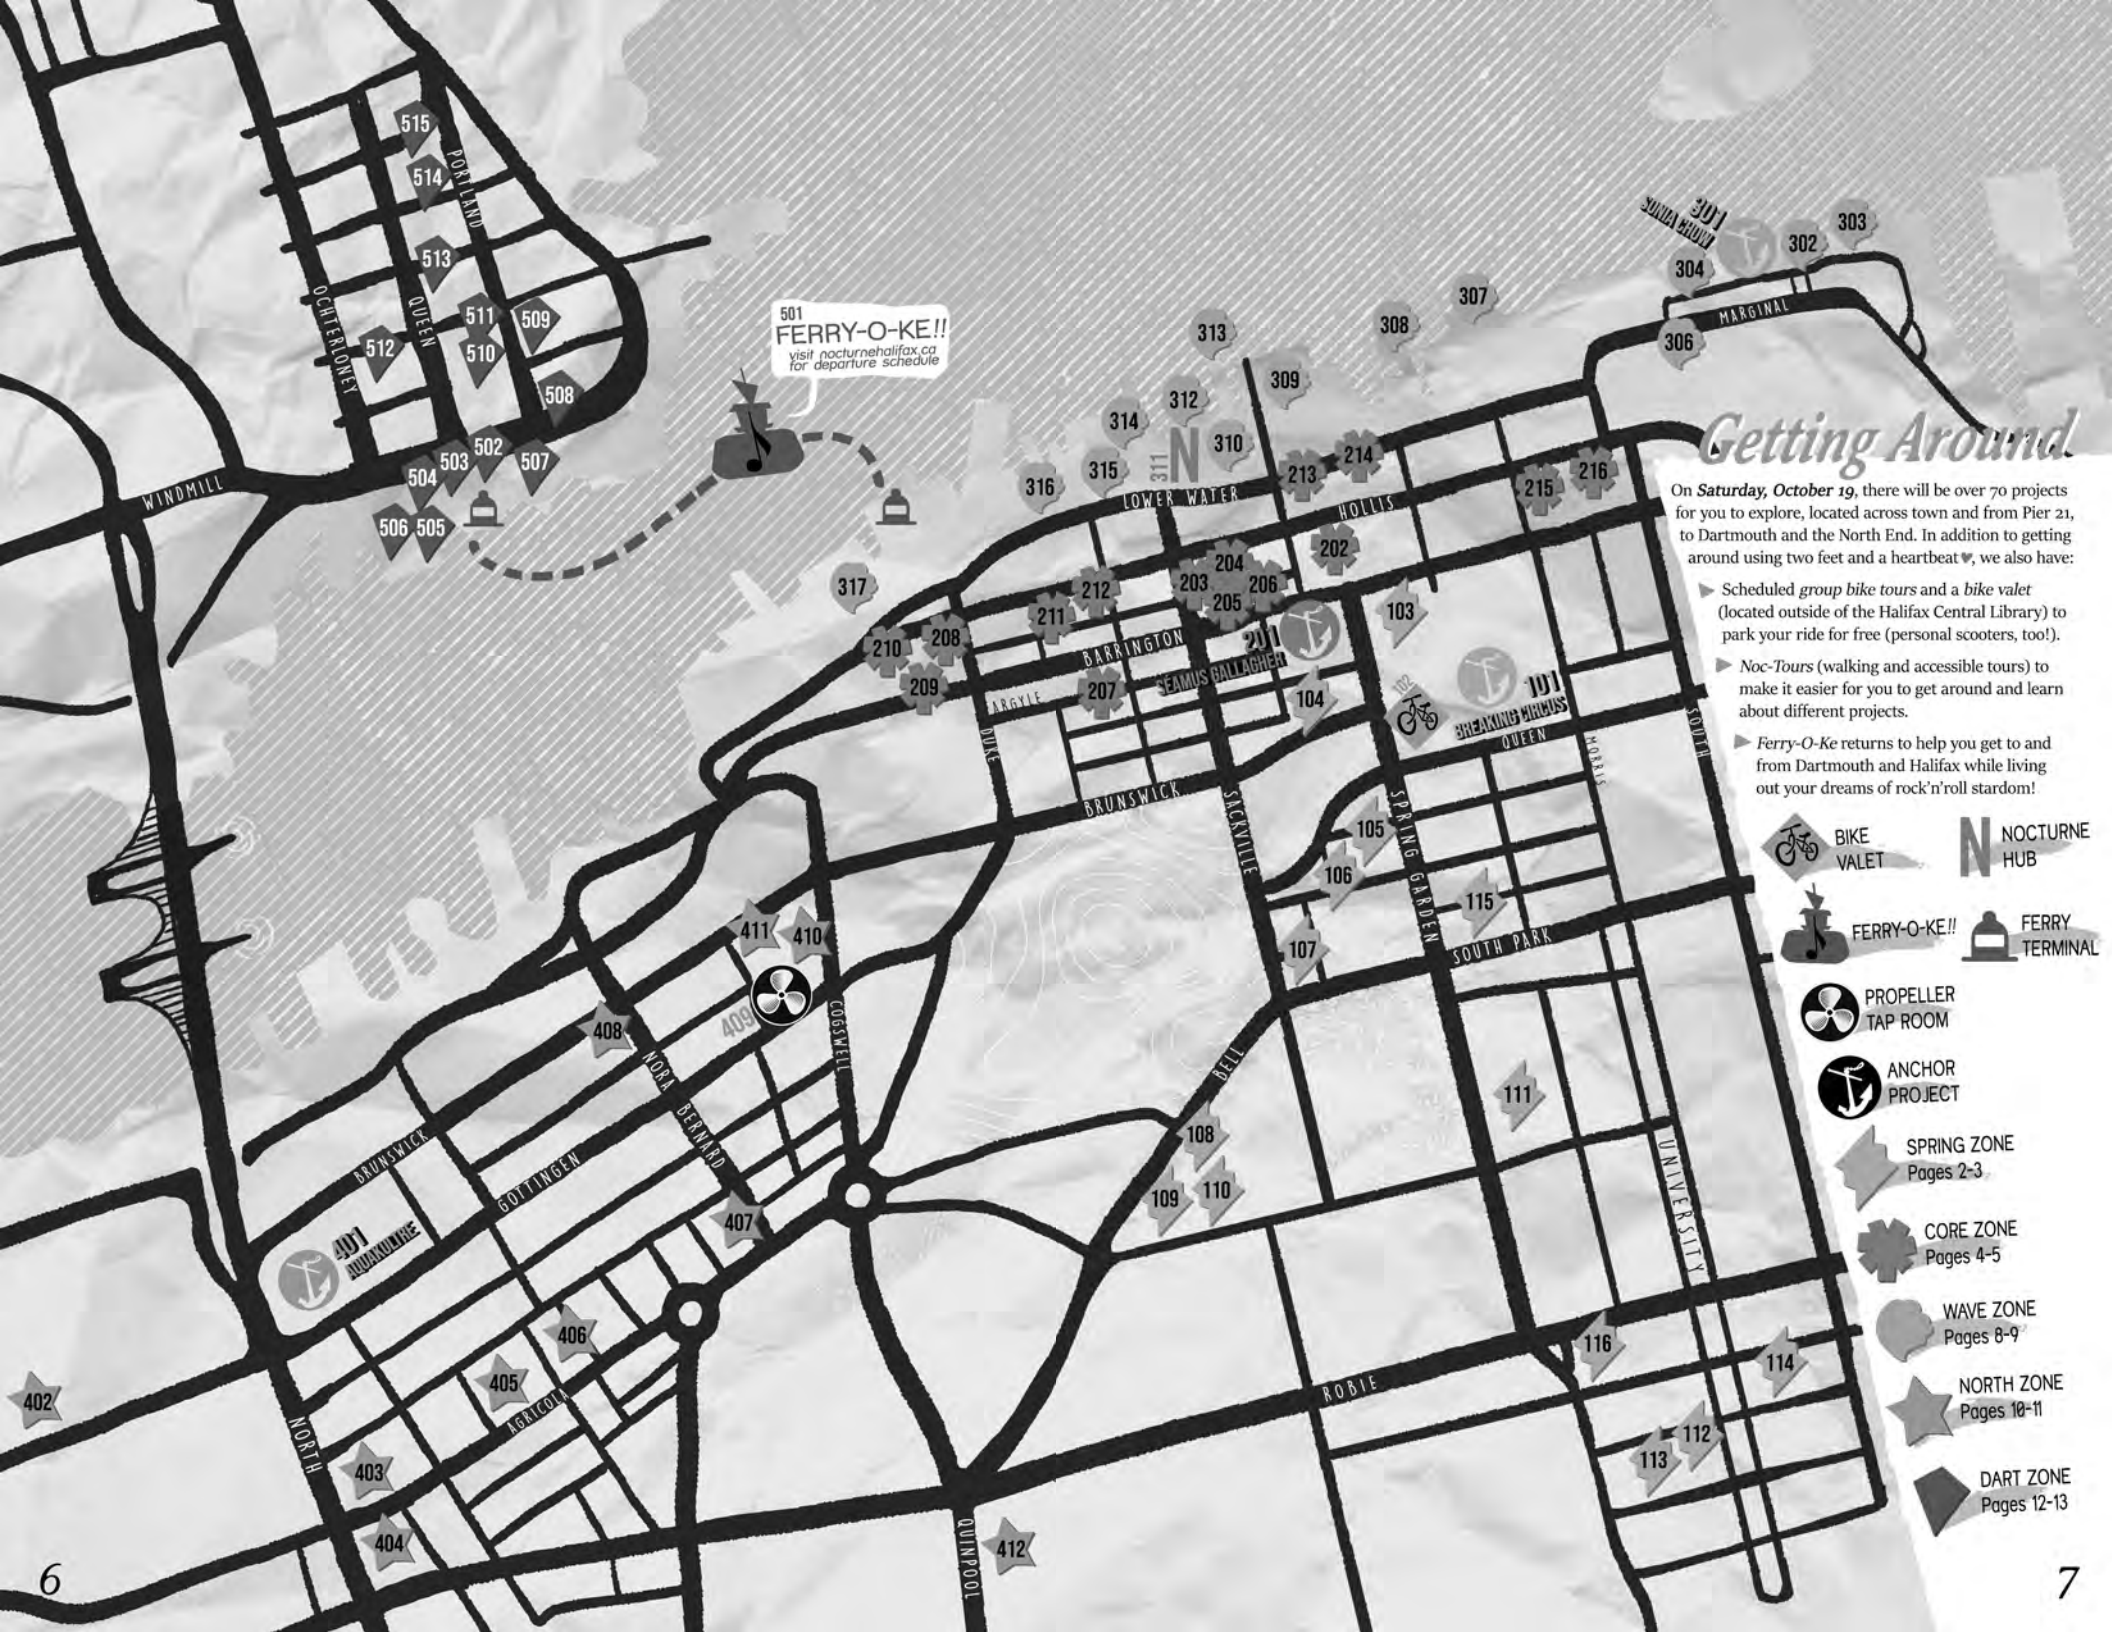 515
514
PORTLAND
513
OCHTERLONEY
QUEEN
511
509
512
510
508
502
503
504
507
506
505
WINDMILL
501
FERRY-O-KE!!
visit nocturnehalifax.ca
for departure schedule
301
SONIA CHOW
303
302
304
MARGINAL
306
307
308
313
309
312
314
310
311
N
315
316
317
LOWER WATER
213
214
HOLLIS
215
216
202
204
203
206
205
212
211
208
210
209
207
BARRINGTON
ARGYLE
201
SÉAMUS GALLAGHER
103
104
102
101
BREAKING CIRCUS
QUEEN
MORRIS
SOUTH
DUKE
BRUNSWICK
SACKVILLE
SPRING GARDEN
105
106
107
115
SOUTH PARK
411
410
409
408
COGSWELL
NORA BERNARD
BELL
111
108
109
110
UNIVERSITY
BRUNSWICK
GOTTINGEN
407
401
AQUAKULTRE
406
405
402
403
404
AGRICOLA
NORTH
ROBIE
116
114
112
113
QUINPOOL
412
Getting Around
On Saturday, October 19, there will be over 70 projects
for you to explore, located across town and from Pier 21,
to Dartmouth and the North End. In addition to getting
around using two feet and a heartbeat♥, we also have:
Scheduled group bike tours and a bike valet
(located outside of the Halifax Central Library) to
park your ride for free (personal scooters, too!).
Noc-Tours (walking and accessible tours) to
make it easier for you to get around and learn
about different projects.
Ferry-O-Ke returns to help you get to and
from Dartmouth and Halifax while living
out your dreams of rock'n'roll stardom!
BIKE
VALET
N
NOCTURNE
HUB
FERRY-O-KE!!
FERRY
TERMINAL
PROPELLER
TAP ROOM
ANCHOR
PROJECT
SPRING ZONE
Pages 2-3
CORE ZONE
Pages 4-5
WAVE ZONE
Pages 8-9
NORTH ZONE
Pages 10-11
DART ZONE
Pages 12-13
6
7